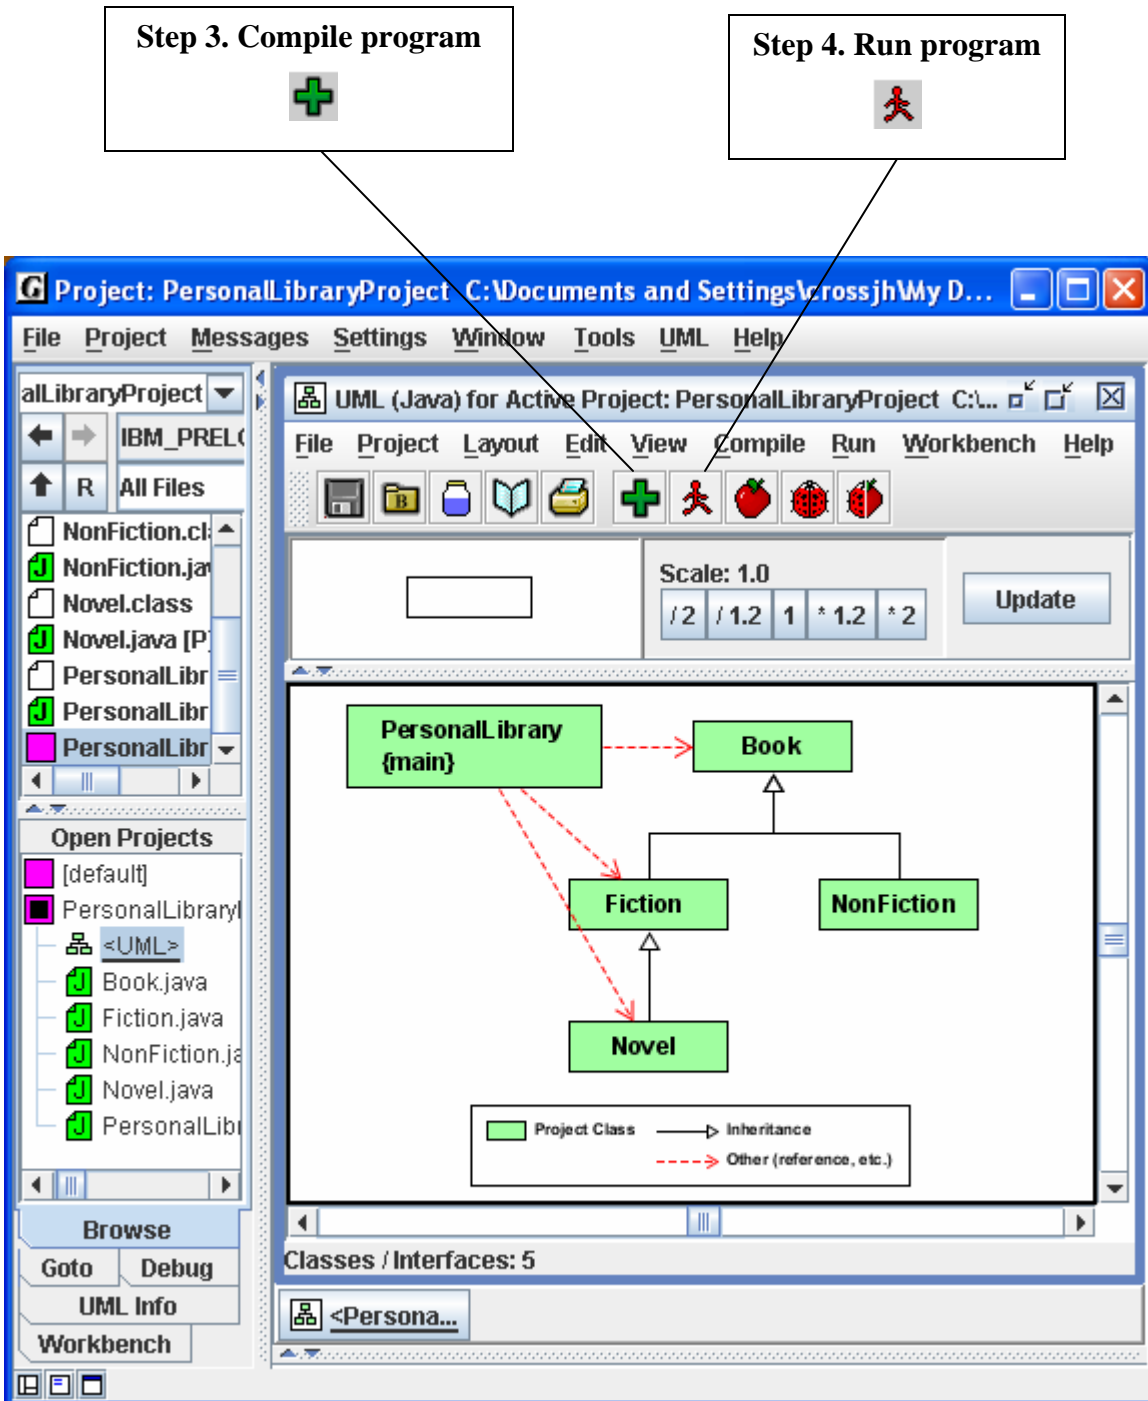 Step 3. Compile program
Step 4. Run program
G Project: PersonalLibraryProject C:\Documents and Settings\crossjh\My D...
File Project Messages Settings Window Tools UML Help
alLibraryProject
IBM_PREL
R All Files
NonFiction.cl
NonFiction.ja
Novel.class
Novel.java [P]
PersonalLibr
PersonalLibr
PersonalLibr
Open Projects
[default]
PersonalLibrary
<UML>
Book.java
Fiction.java
NonFiction.ja
Novel.java
PersonalLib
Browse
Goto Debug
UML Info
Workbench
UML (Java) for Active Project: PersonalLibraryProject C:\...
File Project Layout Edit View Compile Run Workbench Help
B
Scale: 1.0
/ 2 / 1.2 1 * 1.2 * 2
Update
PersonalLibrary
{main}
Book
Fiction
NonFiction
Novel
Project Class Inheritance
Other (reference, etc.)
Classes / Interfaces: 5
<Persona...